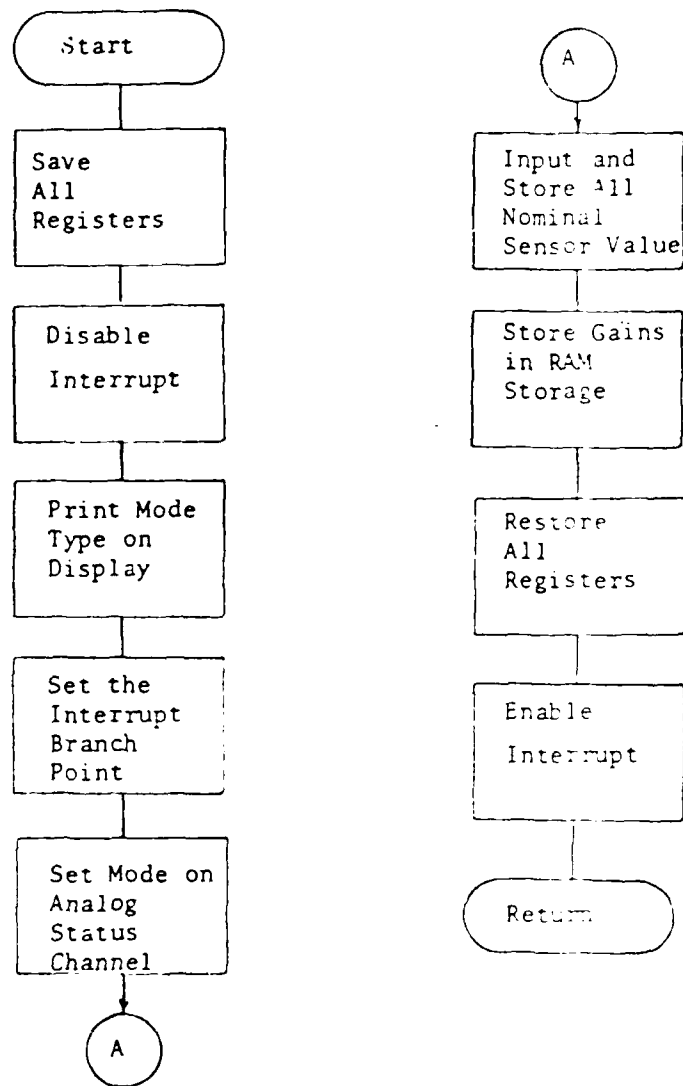 Start
Save
All
Registers
Disable
Interrupt
Print Mode
Type on
Display
Set the
Interrupt
Branch
Point
Set Mode on
Analog
Status
Channel
A
A
Input and
Store All
Nominal
Sensor Value
Store Gains
in RAM
Storage
Restore
All
Registers
Enable
Interrupt
Return